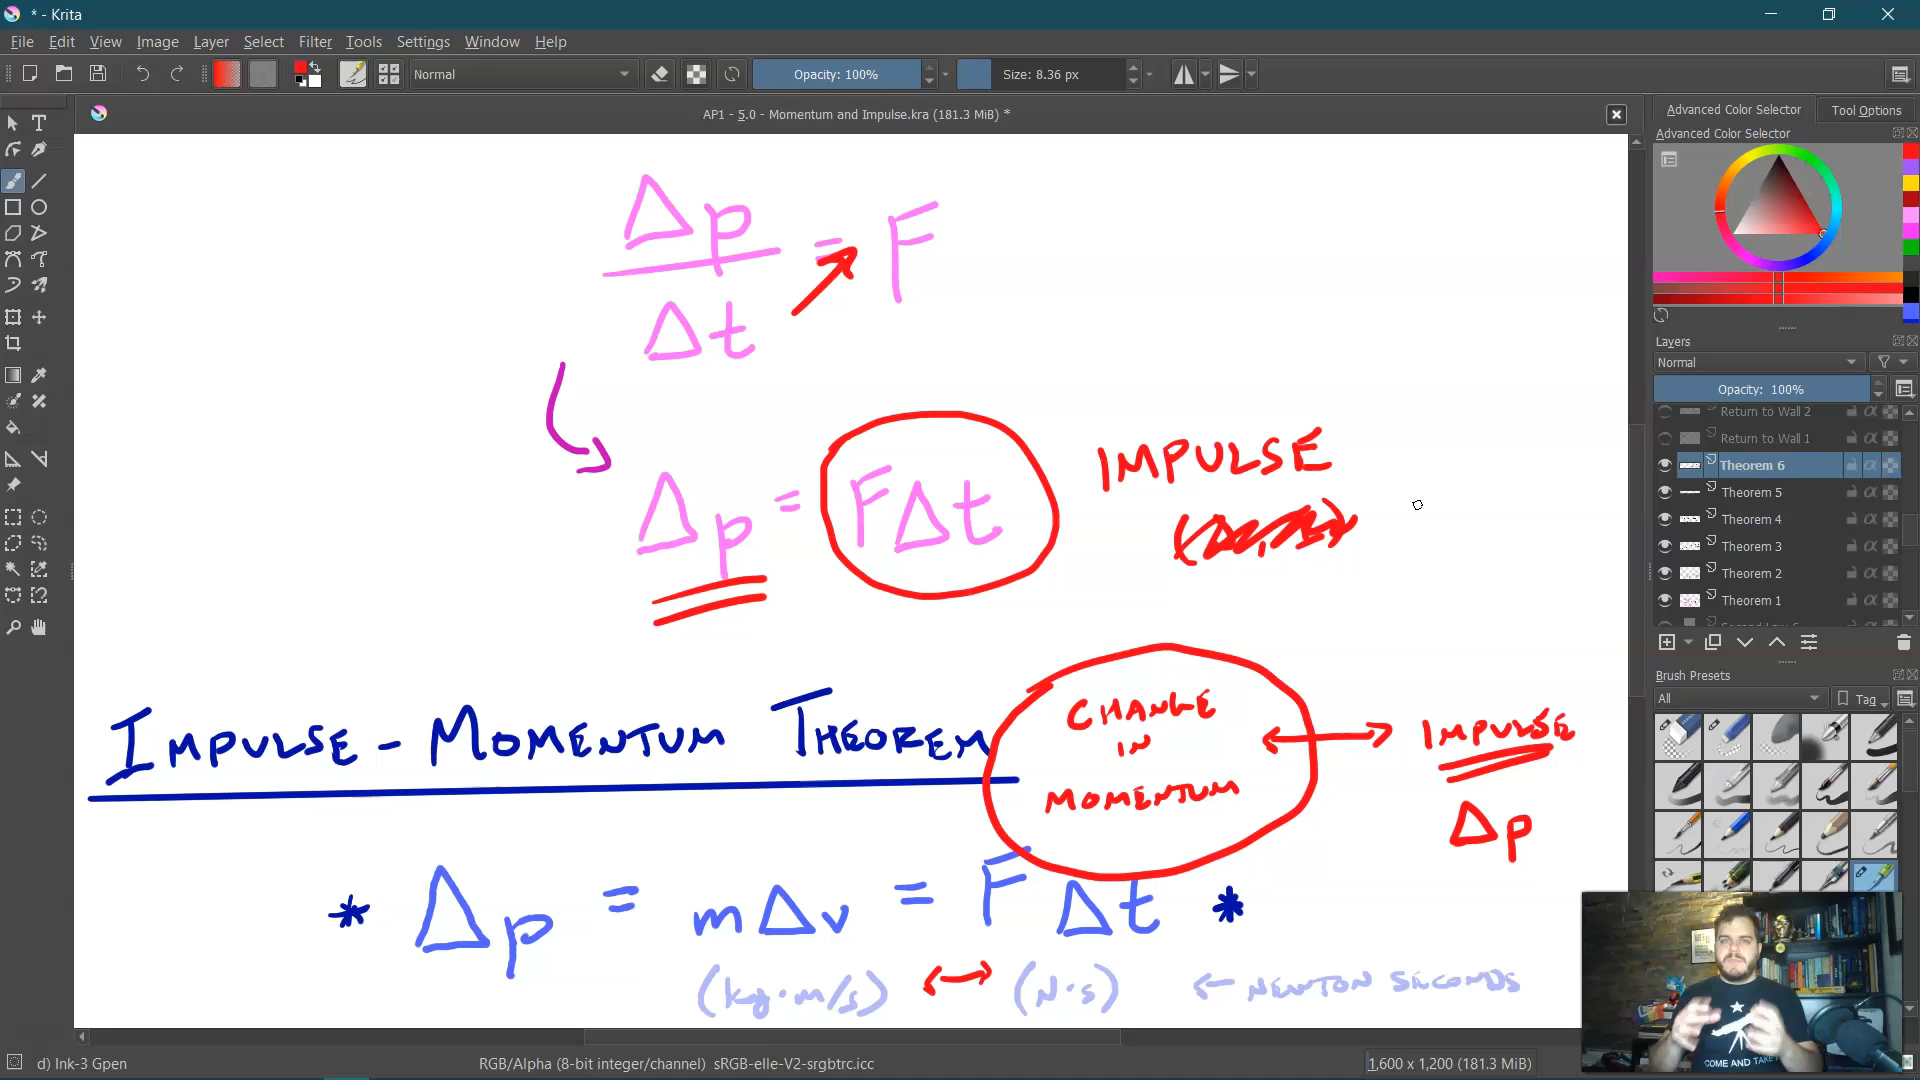 * - Krita
File Edit View Image Layer Select Filter Tools Settings Window Help
Normal
Opacity: 100%
Size: 8.36 px
AP1 - 5.0 - Momentum and Impulse.kra (181.3 MiB) *
Advanced Color Selector
Tool Options
Advanced Color Selector
Δp
Δt
= F
Δp = FΔt
IMPULSE
IMPULSE-MOMENTUM THEOREM
CHANGE
IN
MOMENTUM
IMPULSE
Δp
* Δp = mΔv = FΔt *
(kg·m/s) (N·s) ← NEWTON SECONDS
Layers
Normal
Opacity: 100%
Return to Wall 2
Return to Wall 1
Theorem 6
Theorem 5
Theorem 4
Theorem 3
Theorem 2
Theorem 1
Brush Presets
All
Tag
COME AND TAKE
d) Ink-3 Gpen
RGB/Alpha (8-bit integer/channel) sRGB-elle-V2-srgbtrc.icc
1,600 x 1,200 (181.3 MiB)